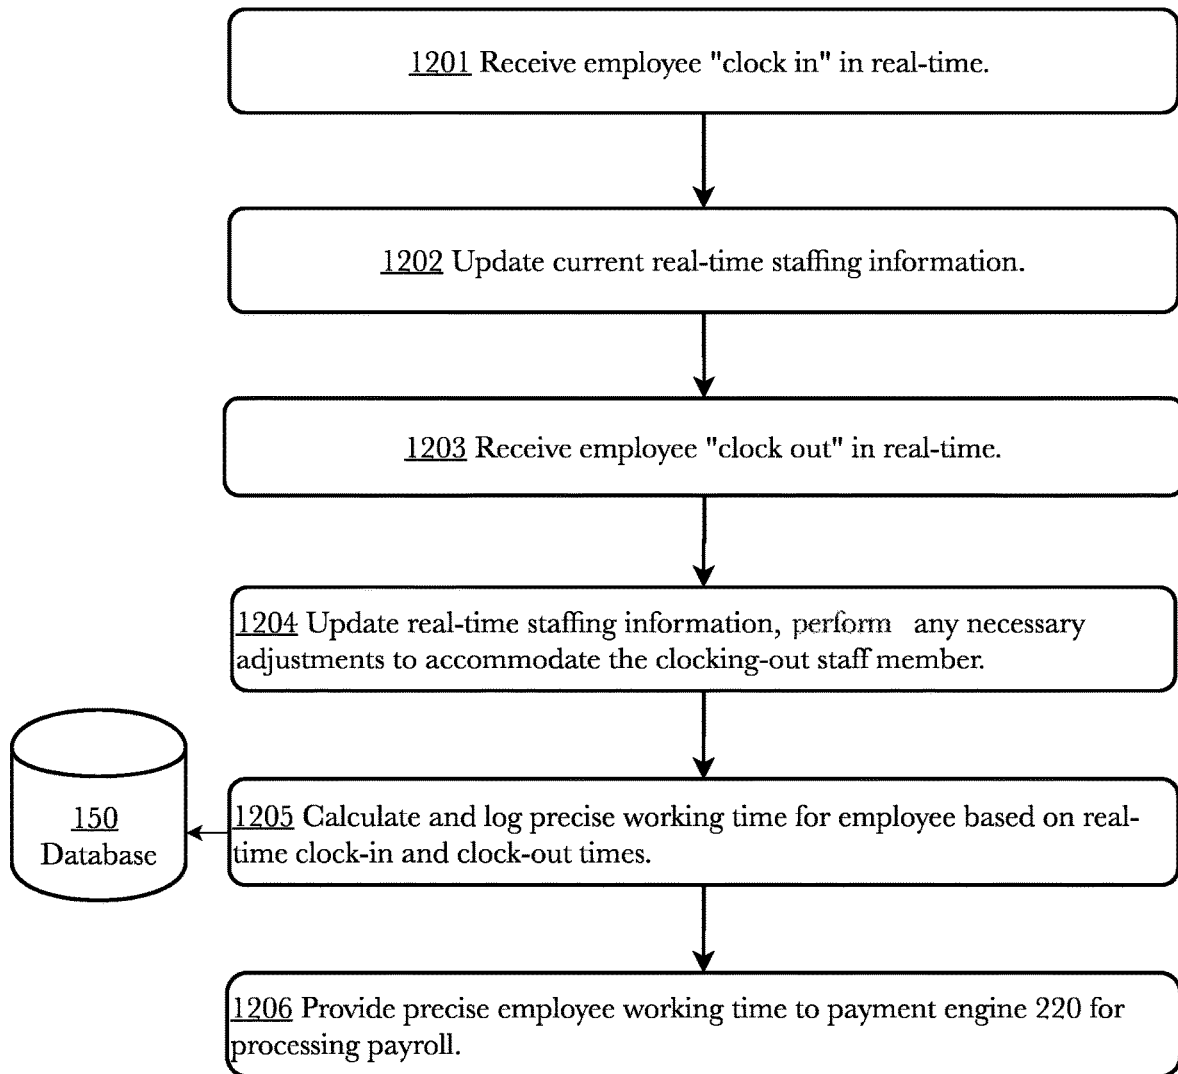 1201 Receive employee "clock in" in real-time.
1202 Update current real-time staffing information.
1203 Receive employee "clock out" in real-time.
1204 Update real-time staffing information, perform any necessary
adjustments to accommodate the clocking-out staff member.
150
Database
1205 Calculate and log precise working time for employee based on real-
time clock-in and clock-out times.
1206 Provide precise employee working time to payment engine 220 for
processing payroll.